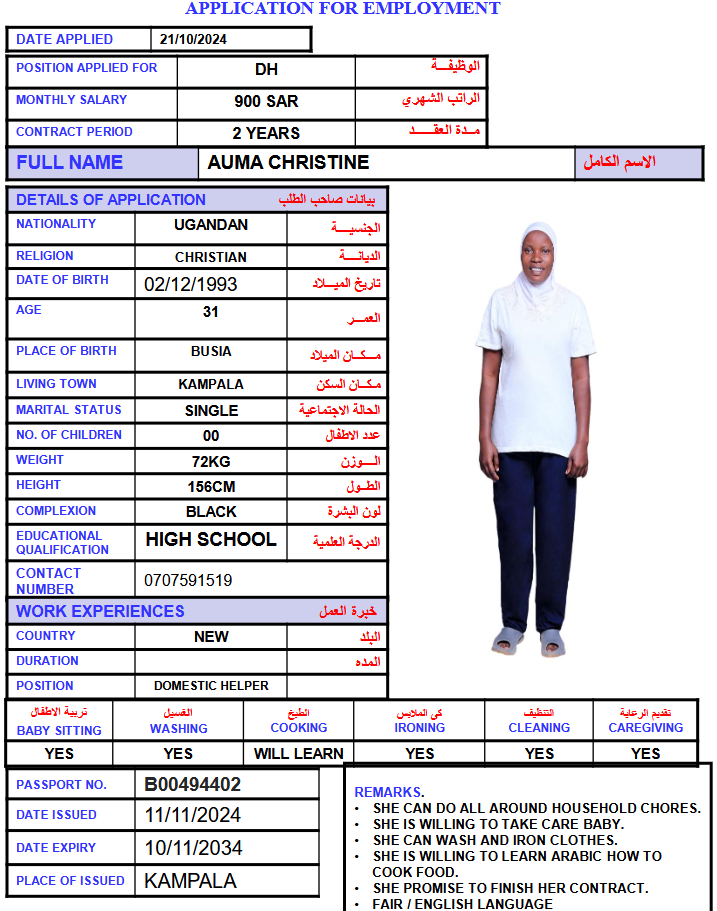 APPLICATION FOR EMPLOYMENT
DATE APPLIED 21/10/2024
POSITION APPLIED FOR DH الوظيفـــة
MONTHLY SALARY 900 SAR الراتب الشهري
CONTRACT PERIOD 2 YEARS مـدة العقــــد
FULL NAME AUMA CHRISTINE الاسم الكامل
DETAILS OF APPLICATION بيانات صاحب الطلب
NATIONALITY UGANDAN الجنسيـــة
RELIGION CHRISTIAN الديانـــة
DATE OF BIRTH 02/12/1993 تاريخ الميــلاد
AGE 31 العمــر
PLACE OF BIRTH BUSIA مــكــان الميلاد
LIVING TOWN KAMPALA مـكــان السكن
MARITAL STATUS SINGLE الحالة الاجتماعية
NO. OF CHILDREN 00 عدد الاطفال
WEIGHT 72KG الـــوزن
HEIGHT 156CM الطــول
COMPLEXION BLACK لون البشرة
EDUCATIONAL QUALIFICATION HIGH SCHOOL الدرجة العلمية
CONTACT NUMBER 0707591519
WORK EXPERIENCES خبرة العمل
COUNTRY NEW البلد
DURATION المده
POSITION DOMESTIC HELPER
تربية الاطفال الغسيل الطبخ كى الملابس التنظيف تقديم الرعاية
BABY SITTING WASHING COOKING IRONING CLEANING CAREGIVING
YES YES WILL LEARN YES YES YES
PASSPORT NO. B00494402
DATE ISSUED 11/11/2024
DATE EXPIRY 10/11/2034
PLACE OF ISSUED KAMPALA
REMARKS.
• SHE CAN DO ALL AROUND HOUSEHOLD CHORES.
• SHE IS WILLING TO TAKE CARE BABY.
• SHE CAN WASH AND IRON CLOTHES.
• SHE IS WILLING TO LEARN ARABIC HOW TO
COOK FOOD.
• SHE PROMISE TO FINISH HER CONTRACT.
• FAIR / ENGLISH LANGUAGE